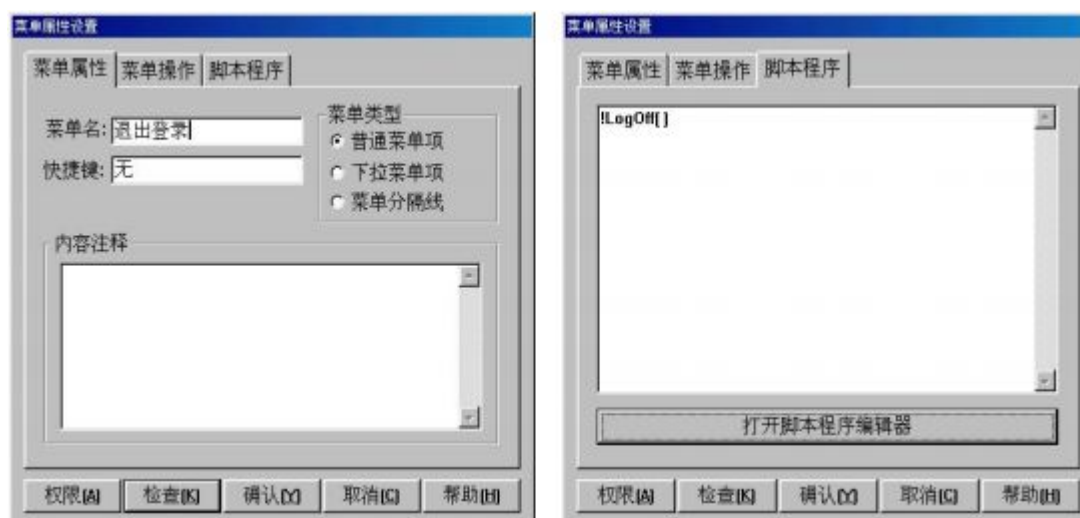 菜单属性设置
菜单属性 菜单操作 脚本程序
菜单名: 退出登录
快捷键: 无
菜单类型
普通菜单项
下拉菜单项
菜单分隔线
内容注释
权限(A) 检查(K) 确认(Y) 取消(C) 帮助(H)
菜单属性设置
菜单属性 菜单操作 脚本程序
!LogOff()
打开脚本程序编辑器
权限(A) 检查(K) 确认(Y) 取消(C) 帮助(H)